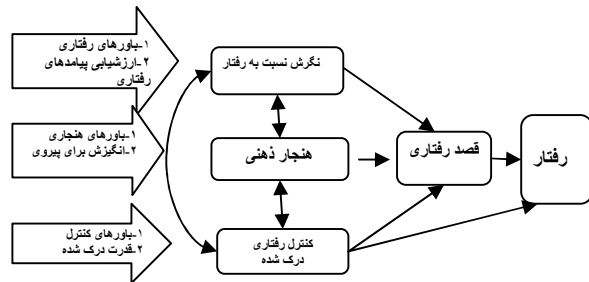 ۱-باورهای رفتاری
۲-ارزشیابی پیامدهای
رفتاری
نگرش نسبت به رفتار
۱-باورهای هنجاری
۲-انگیزش برای پیروی
هنجار ذهنی
قصد رفتاری
رفتار
۱-باورهای کنترل
۲-قدرت درک شده
کنترل رفتاری
درک شده